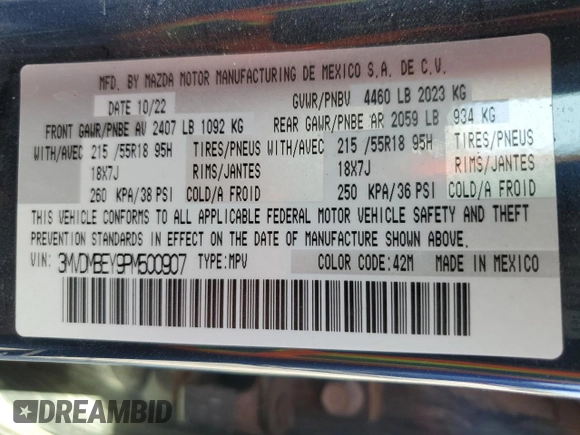 MFD. BY MAZDA MOTOR MANUFACTURING DE MEXICO S.A. DE C.V.
DATE 10/22 GVWR/PNBV 4460 LB 2023 KG
FRONT GAWR/PNBE AV 2407 LB 1092 KG REAR GAWR/PNBE AR 2059 LB 934 KG
WITH/AVEC 215 /55R18 95H TIRES/PNEUS WITH/AVEC 215 /55R18 95H TIRES/PNEUS
18X7J RIMS/JANTES 18X7J RIMS/JANTES
260 KPA/38 PSI COLD/A FROID 250 KPA/36 PSI COLD/A FROID
THIS VEHICLE CONFORMS TO ALL APPLICABLE FEDERAL MOTOR VEHICLE SAFETY AND THEFT
PREVENTION STANDARDS IN EFFECT ON THE DATE OF MANUFACTURE SHOWN ABOVE.
VIN: 3MVDMBEY9PM500907 TYPE:MPV COLOR CODE:42M MADE IN MEXICO
DREAMBID